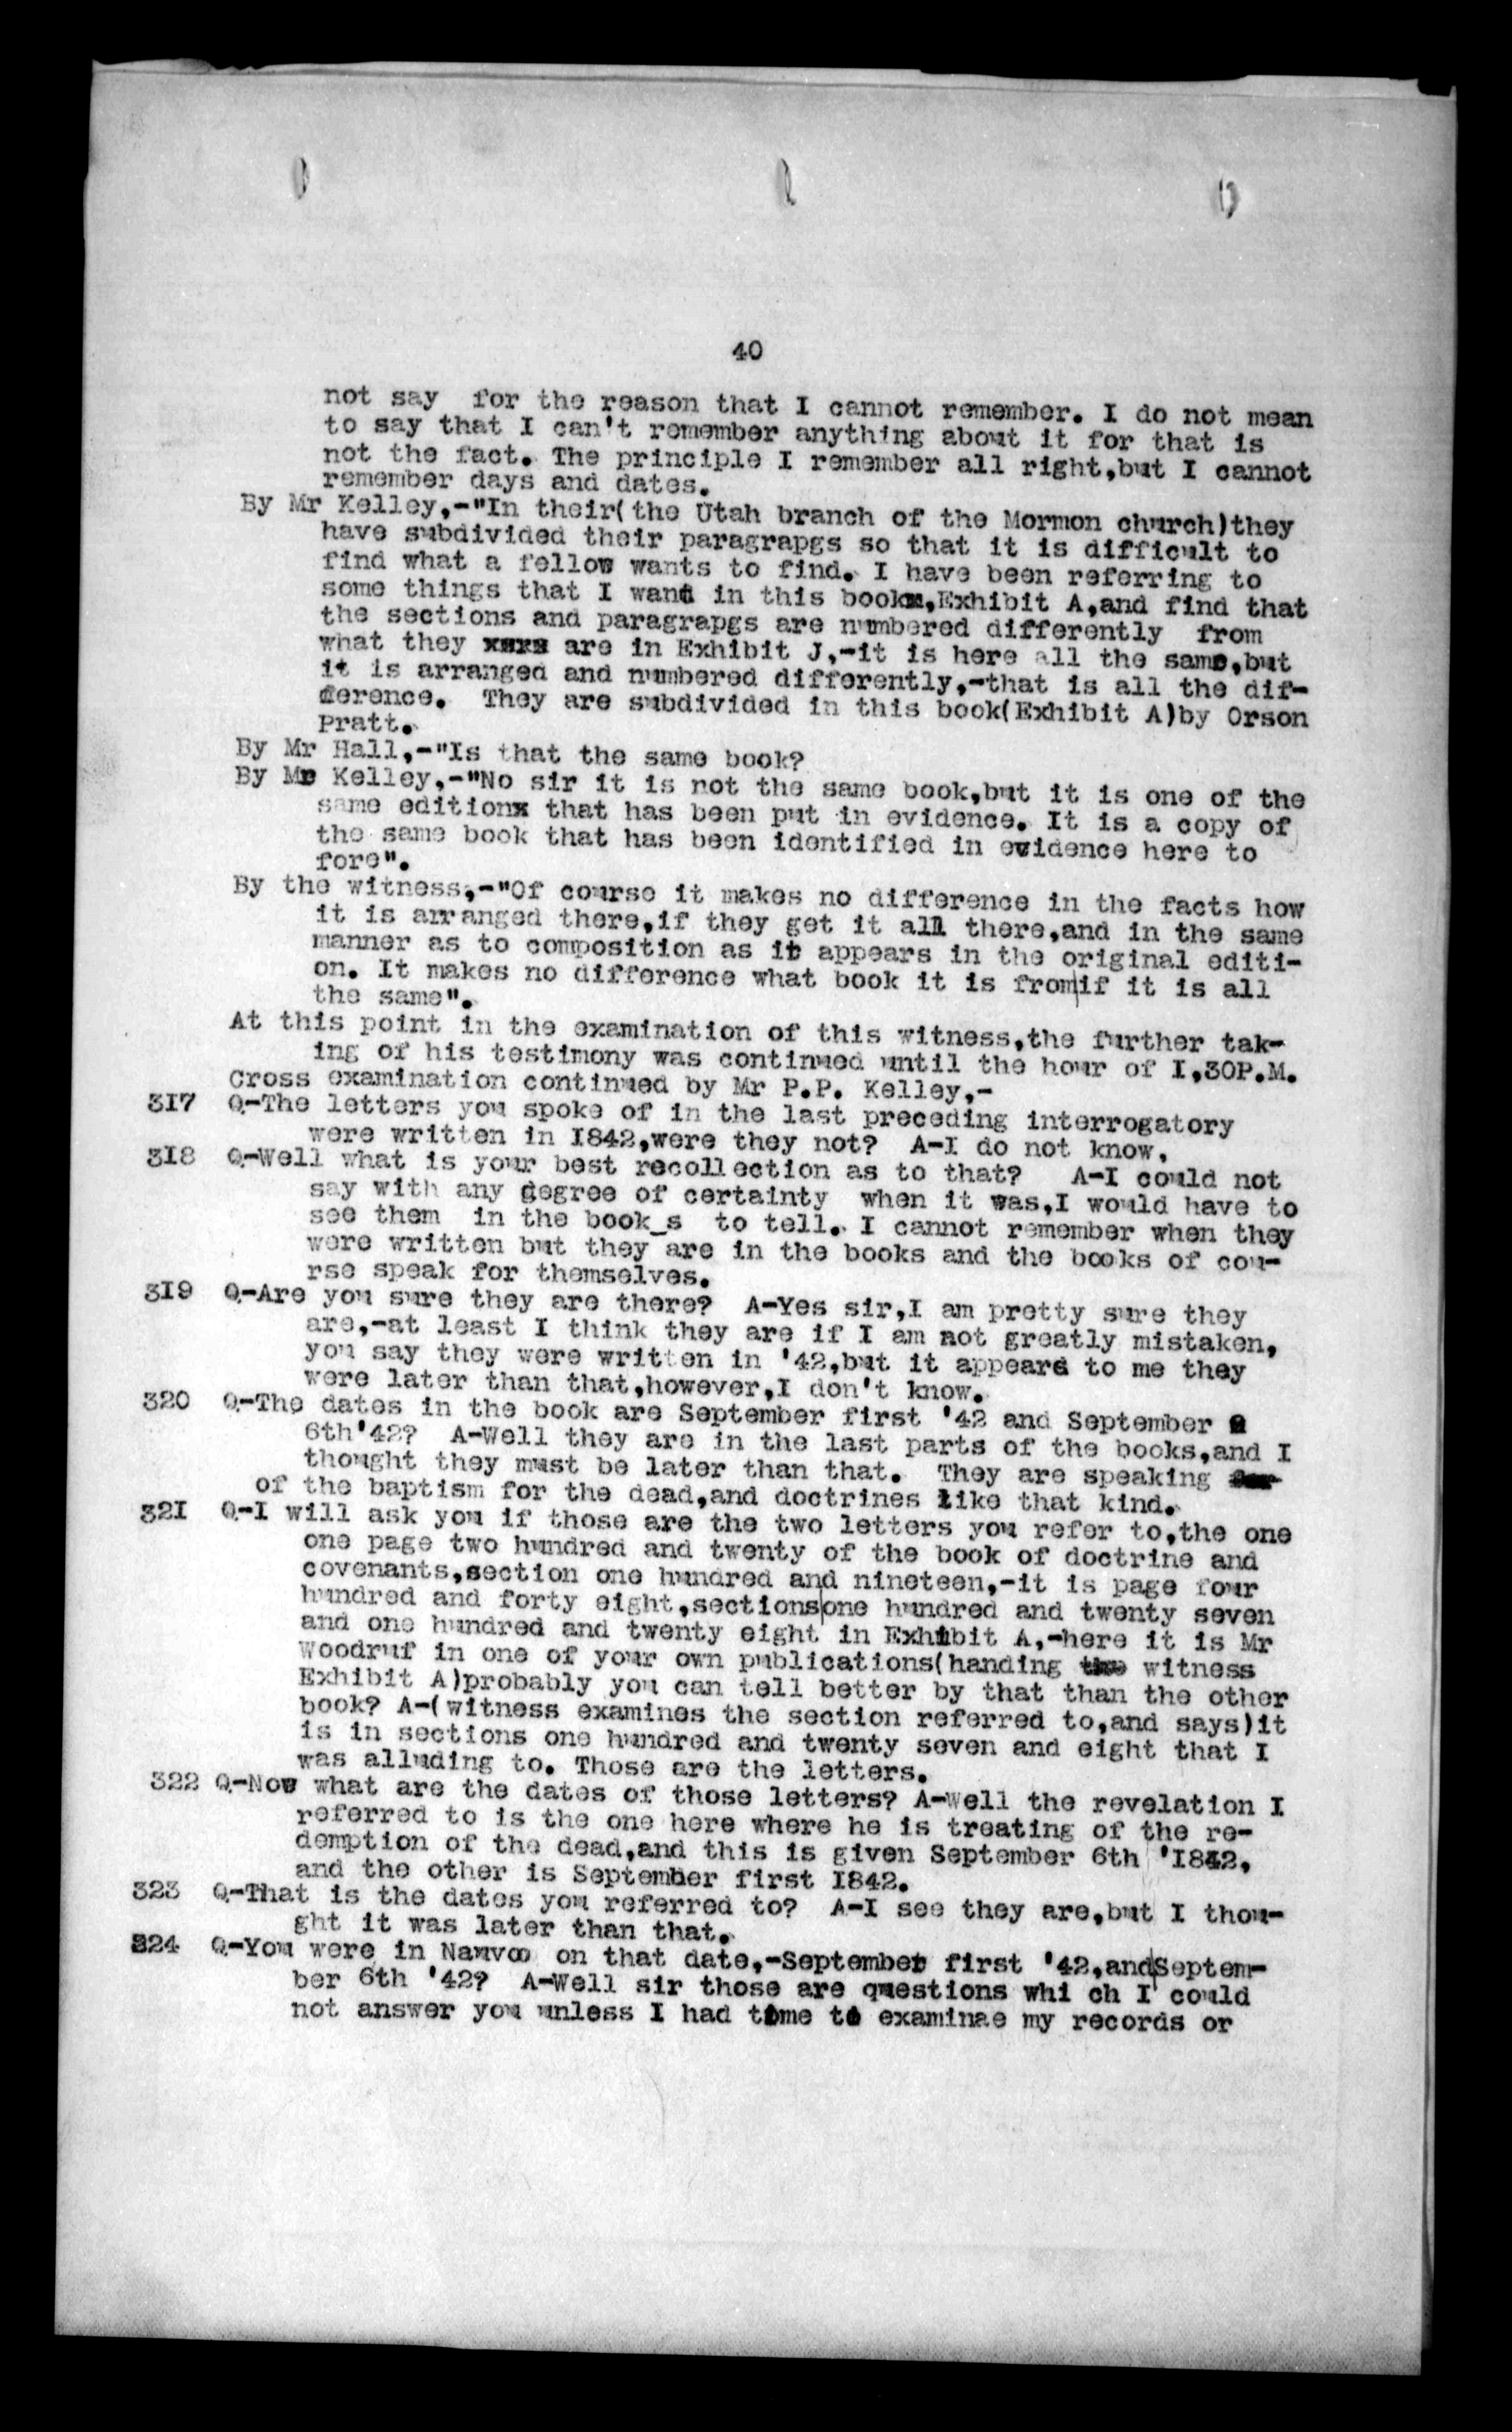 40
not say for the reason that I cannot remember. I do not mean
to say that I can't remember anything about it for that is
not the fact. The principle I remember all right,but I cannot
remember days and dates.
By Mr Kelley,-"In their(the Utah branch of the Mormon church)they
have subdivided their paragrapgs so that it is difficult to
find what a fellow wants to find. I have been referring to
some things that I want in this book,Exhibit A,and find that
the sections and paragrapgs are numbered differently from
what they xxxx are in Exhibit J,-it is here all the same,but
it is arranged and numbered differently,-that is all the dif-
ference. They are subdivided in this book(Exhibit A)by Orson
Pratt.
By Mr Hall,-"Is that the same book?
By Mr Kelley,-"No sir it is not the same book,but it is one of the
same editionx that has been put in evidence. It is a copy of
the same book that has been identified in evidence here to
fore".
By the witness,-"Of course it makes no difference in the facts how
it is arranged there,if they get it all there,and in the same
manner as to composition as it appears in the original editi-
on. It makes no difference what book it is from|if it is all
the same".
At this point in the examination of this witness,the further tak-
ing of his testimony was continued until the hour of I,30P.M.
Cross examination continued by Mr P.P. Kelley,-
317 Q-The letters you spoke of in the last preceding interrogatory
were written in I842,were they not? A-I do not know.
318 Q-Well what is your best recollection as to that? A-I could not
say with any degree of certainty when it was,I would have to
see them in the book_s to tell. I cannot remember when they
were written but they are in the books and the books of cou-
rse speak for themselves.
319 Q-Are you sure they are there? A-Yes sir,I am pretty sure they
are,-at least I think they are if I am not greatly mistaken,
you say they were written in '42,but it appears to me they
were later than that,however,I don't know.
320 Q-The dates in the book are September first '42 and September
6th'42? A-Well they are in the last parts of the books,and I
thought they must be later than that. They are speaking
of the baptism for the dead,and doctrines like that kind.
321 Q-I will ask you if those are the two letters you refer to,the one
one page two hundred and twenty of the book of doctrine and
covenants,section one hundred and nineteen,-it is page four
hundred and forty eight,sections|one hundred and twenty seven
and one hundred and twenty eight in Exhibit A,-here it is Mr
Woodruf in one of your own publications(handing the witness
Exhibit A)probably you can tell better by that than the other
book? A-(witness examines the section referred to,and says)it
is in sections one hundred and twenty seven and eight that I
was alluding to. Those are the letters.
322 Q-Now what are the dates of those letters? A-Well the revelation I
referred to is the one here where he is treating of the re-
demption of the dead,and this is given September 6th 'I842,
and the other is September first I842.
323 Q-That is the dates you referred to? A-I see they are,but I thou-
ght it was later than that.
324 Q-You were in Nauvoo on that date,-September first '42,and|Septem-
ber 6th '42? A-Well sir those are questions whi ch I could
not answer you unless I had time to examinae my records or